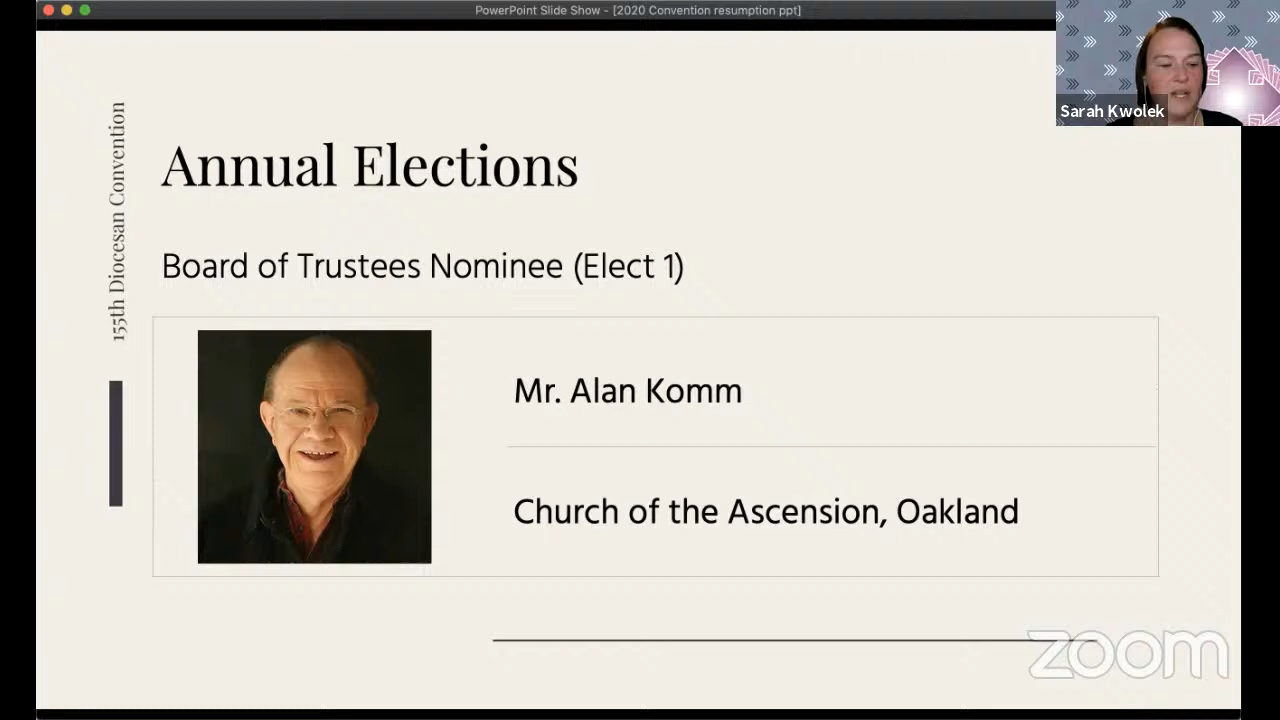 PowerPoint Slide Show - [2020 Convention resumption ppt]
Sarah Kwolek
155th Diocesan Convention
Annual Elections
Board of Trustees Nominee (Elect 1)
Mr. Alan Komm
Church of the Ascension, Oakland
zoom